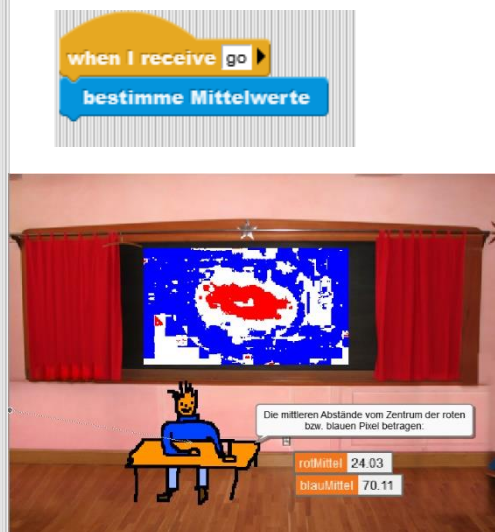 when I receive go
bestimme Mittelwerte
Die mittleren Abstände vom Zentrum der roten
bzw. blauen Pixel betragen:
rotMittel 24.03
blauMittel 70.11